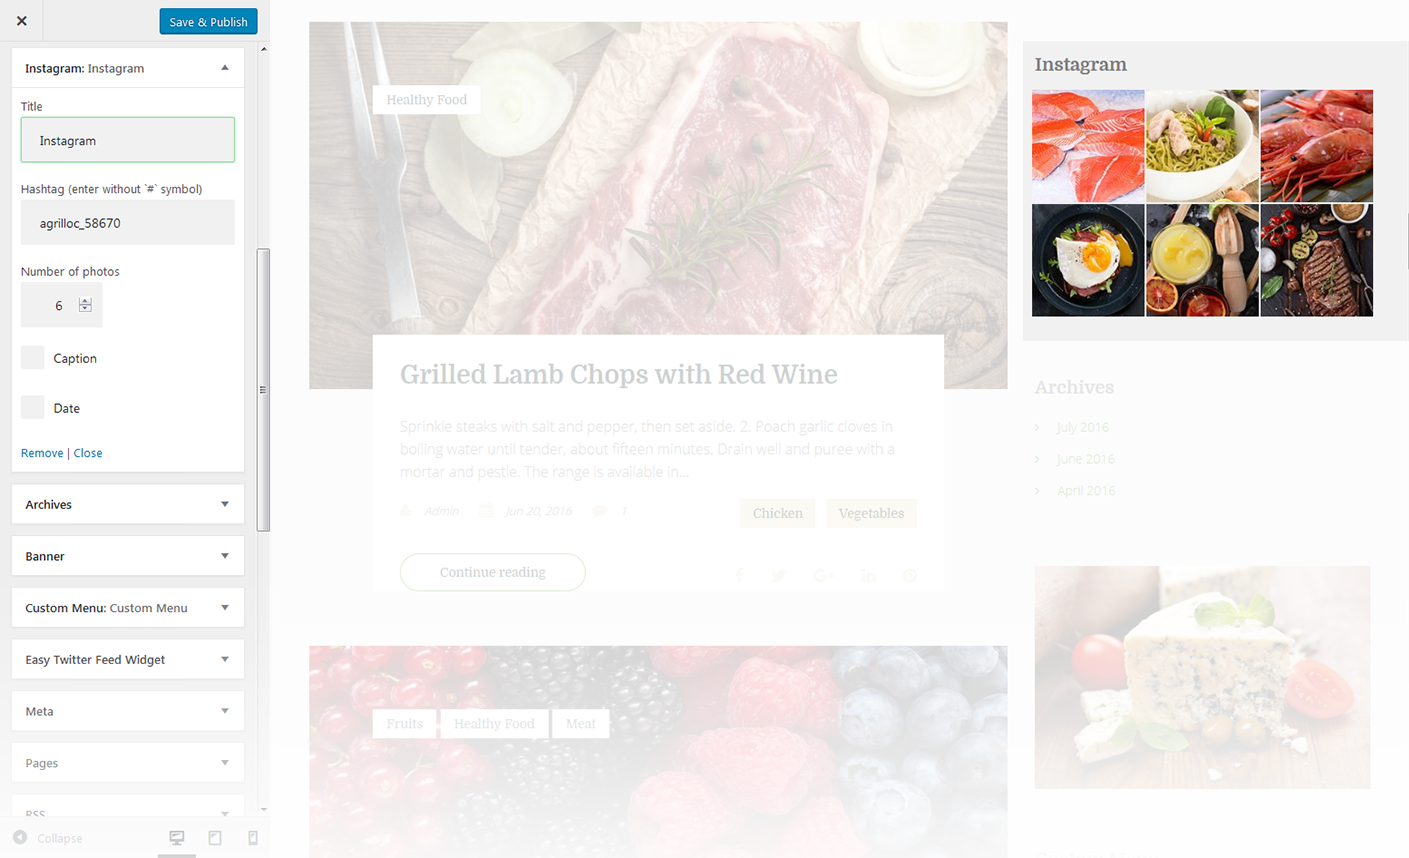 Save & Publish
Instagram: Instagram
Title
Instagram
Hashtag (enter without `#` symbol)
agrilloc_58670
Number of photos
6
Caption
Date
Remove | Close
Archives
Banner
Custom Menu: Custom Menu
Easy Twitter Feed Widget
Meta
Pages
RSS
Collapse
Healthy Food
Grilled Lamb Chops with Red Wine
Sprinkle steaks with salt and pepper, then set aside. 2. Poach garlic cloves in
boiling water until tender, about fifteen minutes. Drain well and puree with a
mortar and pestle. The range is available in...
Admin Jun 20, 2016 1
Chicken Vegetables
Continue reading
Fruits Healthy Food Meat
Instagram
Archives
July 2016
June 2016
April 2016